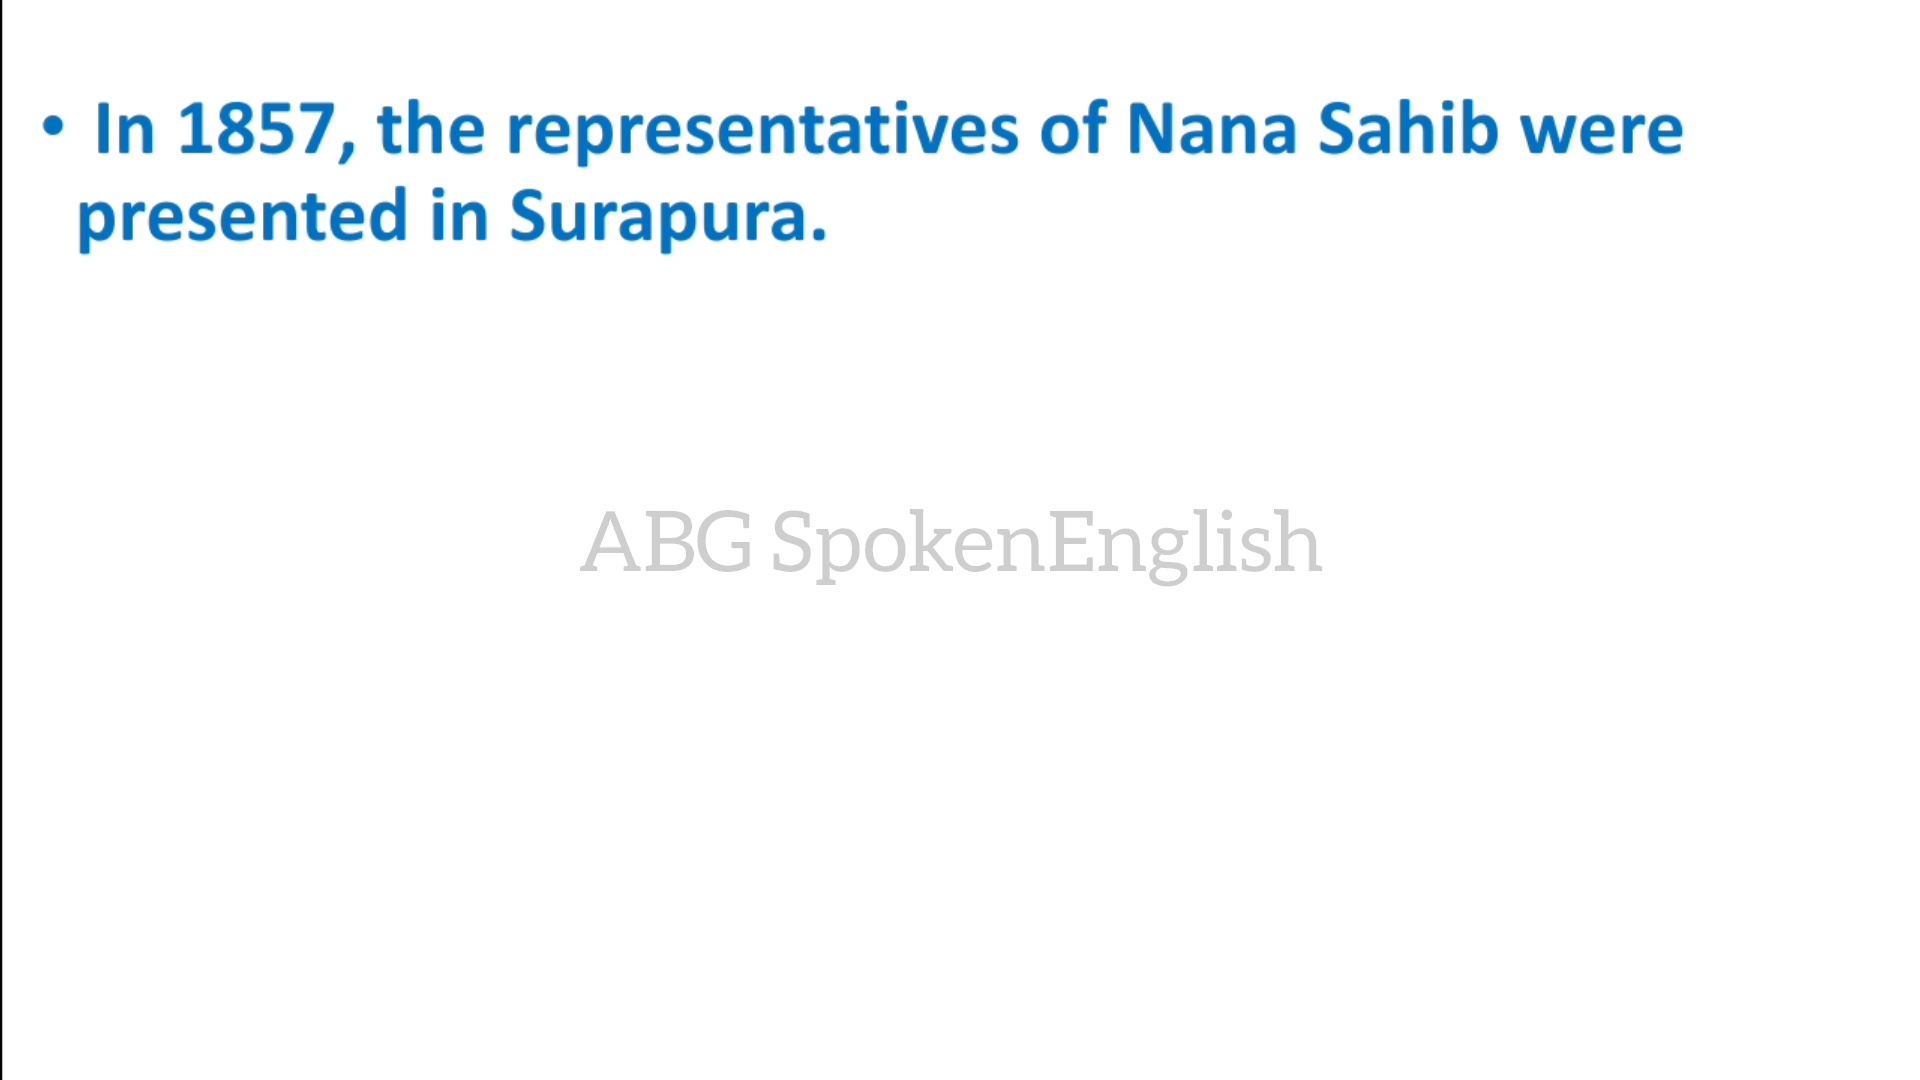 • In 1857, the representatives of Nana Sahib were
presented in Surapura.
ABG SpokenEnglish